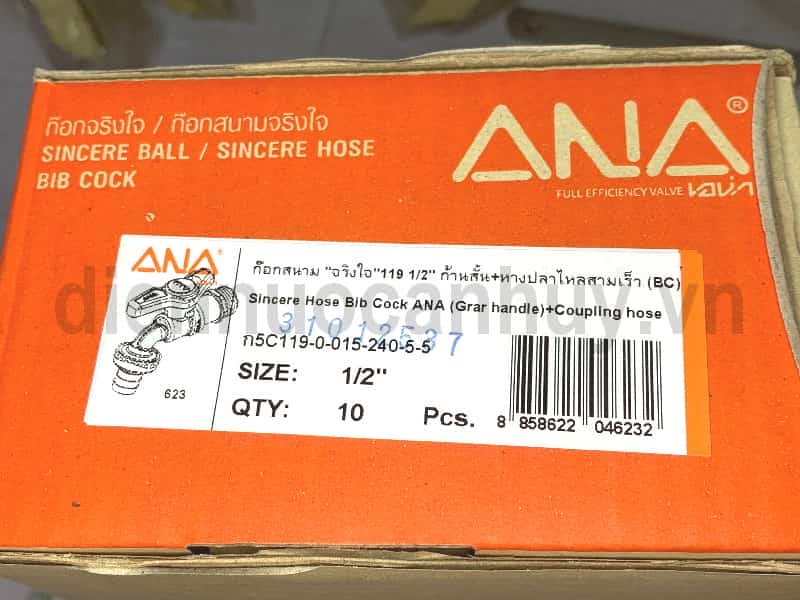 ก๊อกจริงใจ / ก๊อกสนามจริงใจ
SINCERE BALL / SINCERE HOSE
BIB COCK
ANA®
FULL EFFICIENCY VALVE เอน่า
ANA
ก๊อกสนาม "จริงใจ"119 1/2" ก้านสั้น+หางปลาไหลสวมเร็ว (BC)
Sincere Hose Bib Cock ANA (Grar handle)+Coupling hose
31012537
ก5C119-0-015-240-5-5
SIZE: 1/2"
QTY: 10 Pcs.
623
8 858622 046232
diennuocanhuy.vn